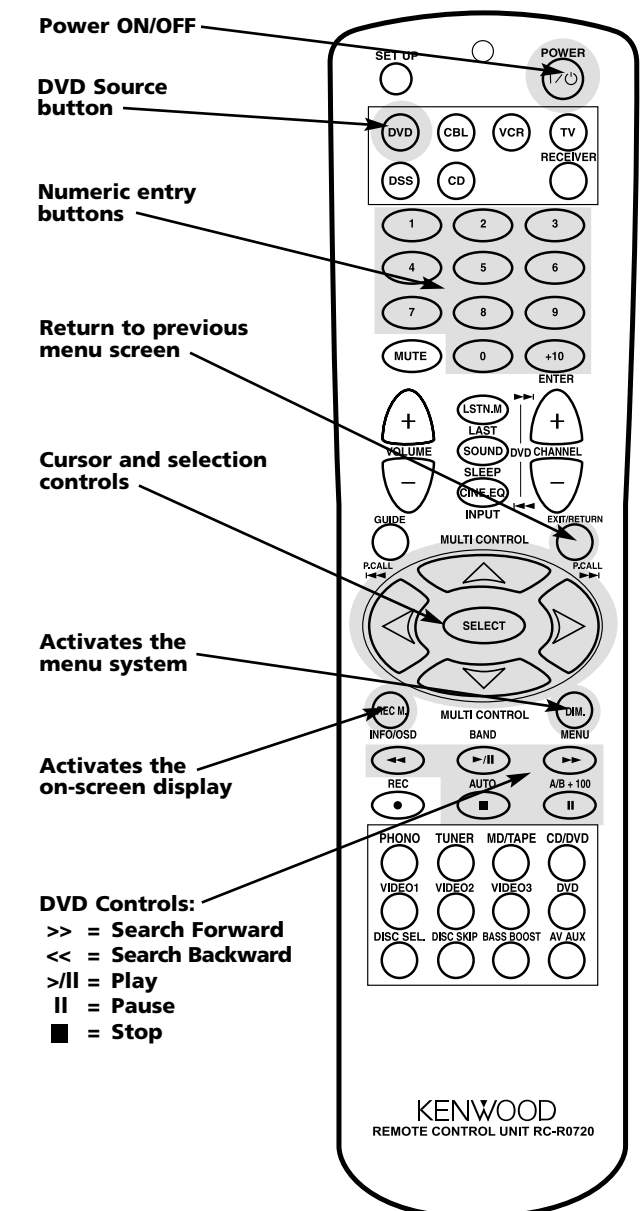 Power ON/OFF
SET UP
POWER
DVD Source
button
DVD CBL VCR TV
RECEIVER
DSS CD
Numeric entry
buttons
1 2 3
4 5 6
7 8 9
MUTE 0 +10
ENTER
Return to previous
menu screen
+ LSTN.M +
LAST
VOLUME SOUND DVD CHANNEL
SLEEP
– CINE.EQ –
INPUT
Cursor and selection
controls
GUIDE EXIT/RETURN
MULTI CONTROL
P.CALL P.CALL
SELECT
Activates the
menu system
REC M. MULTI CONTROL DIM.
INFO/OSD BAND MENU
Activates the
on-screen display
REC AUTO A/B + 100
PHONO TUNER MD/TAPE CD/DVD
VIDEO1 VIDEO2 VIDEO3 DVD
DISC SEL. DISC SKIP BASS BOOST AV AUX
DVD Controls:
>> = Search Forward
<< = Search Backward
>/II = Play
II = Pause
■ = Stop
KENWOOD
REMOTE CONTROL UNIT RC-R0720